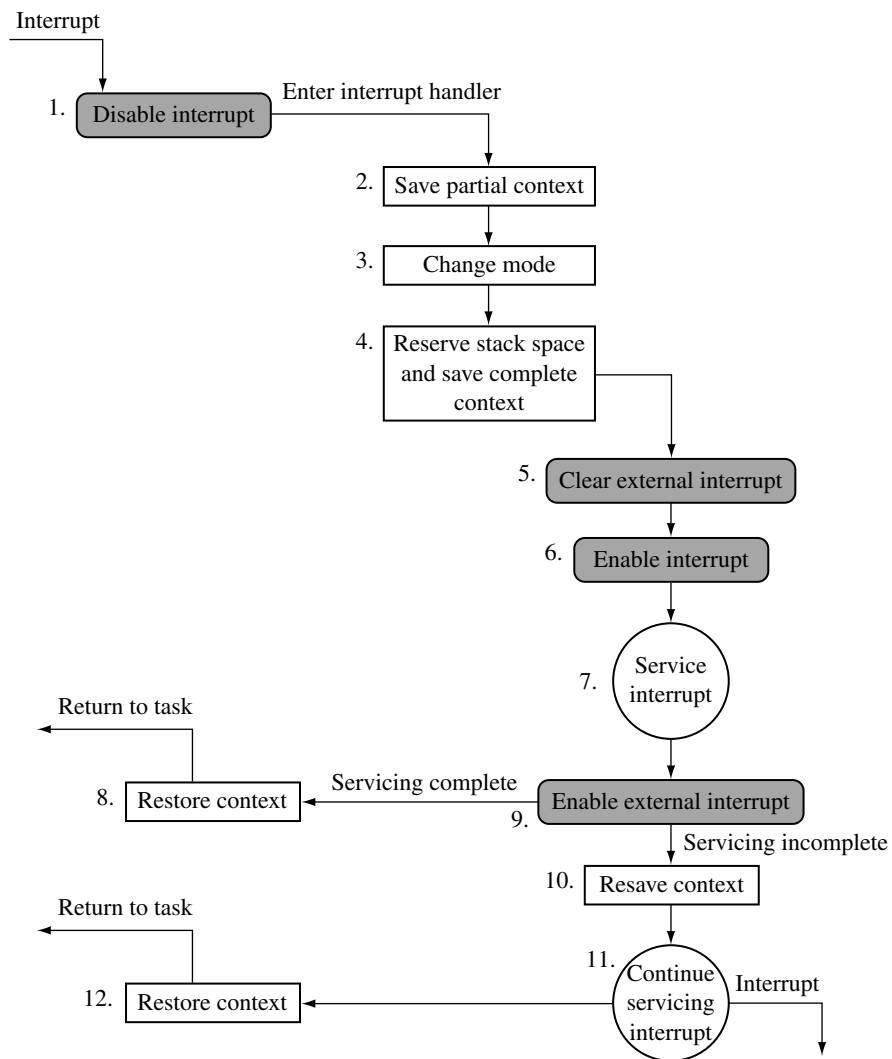 Interrupt
1.
Disable interrupt
Enter interrupt handler
2.
Save partial context
3.
Change mode
4.
Reserve stack space
and save complete
context
5.
Clear external interrupt
6.
Enable interrupt
7.
Service
interrupt
Return to task
8.
Restore context
Servicing complete
9.
Enable external interrupt
Servicing incomplete
10.
Resave context
Return to task
11.
Continue
servicing
interrupt
Interrupt
12.
Restore context